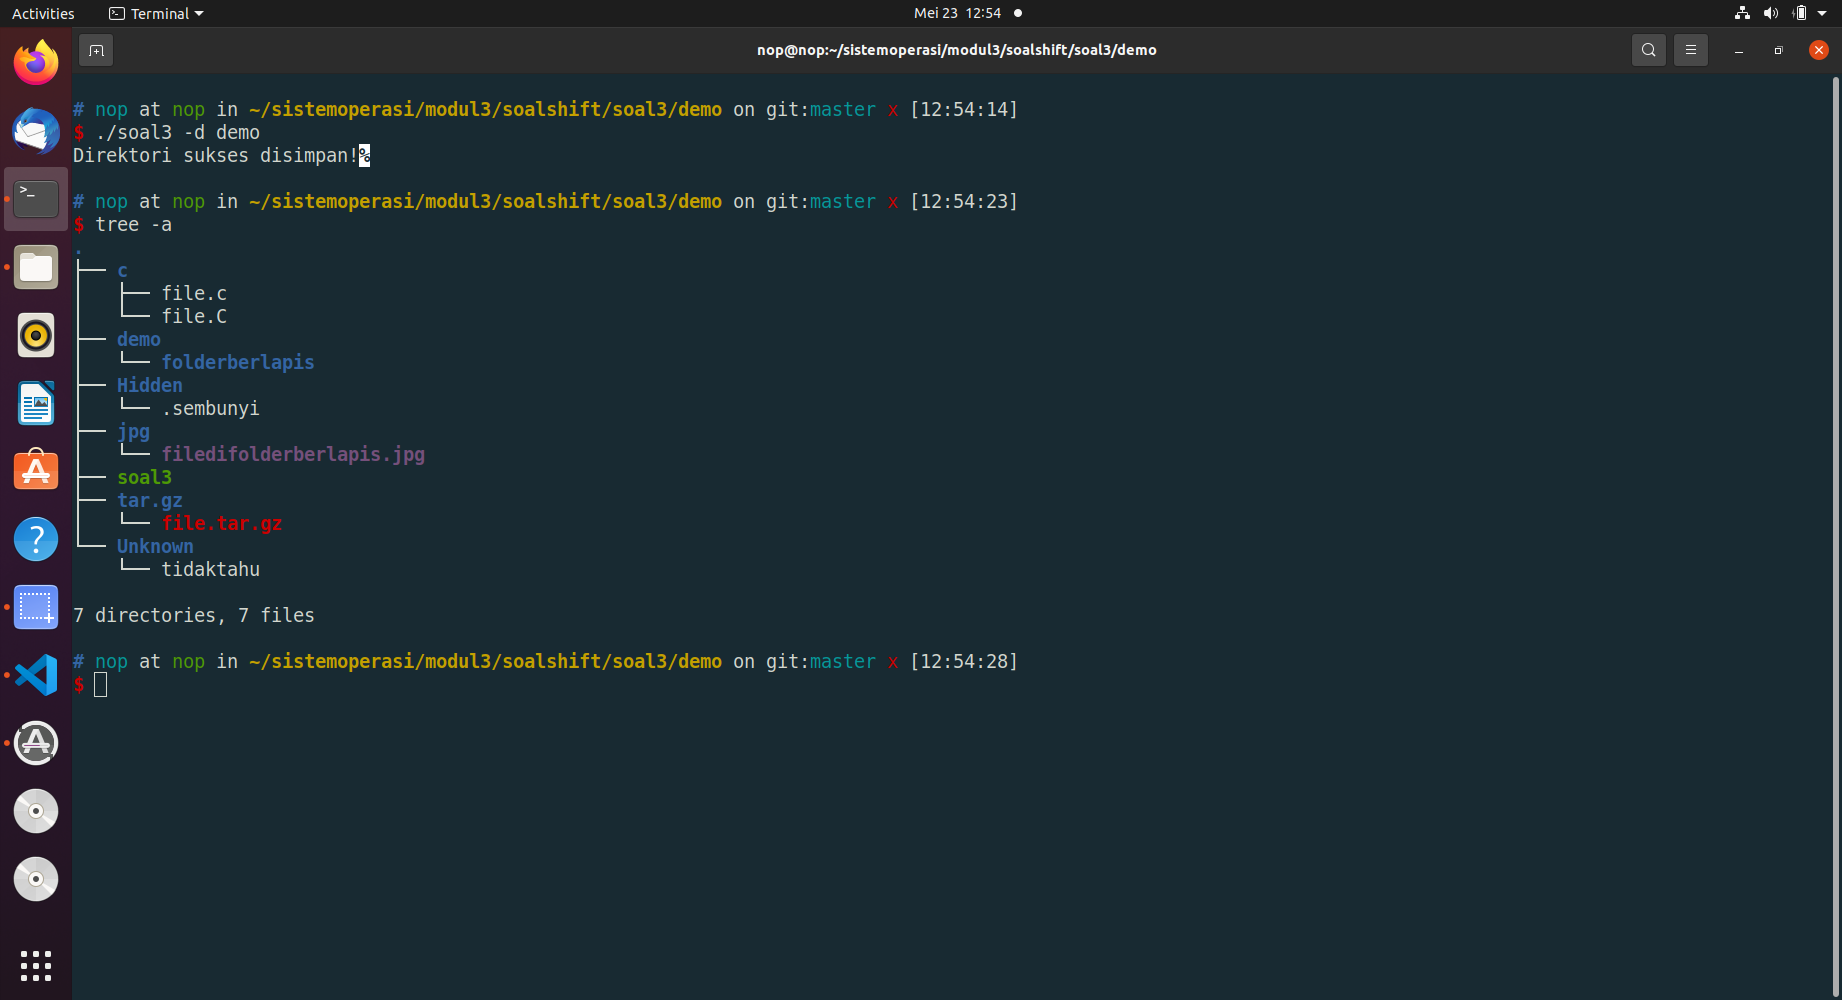 Activities
Terminal
Mei 23 12:54
nop@nop:~/sistemoperasi/modul3/soalshift/soal3/demo
# nop at nop in ~/sistemoperasi/modul3/soalshift/soal3/demo on git:master x [12:54:14]
$ ./soal3 -d demo
Direktori sukses disimpan!%
# nop at nop in ~/sistemoperasi/modul3/soalshift/soal3/demo on git:master x [12:54:23]
$ tree -a
.
├── c
│   ├── file.c
│   └── file.C
├── demo
│   └── folderberlapis
├── Hidden
│   └── .sembunyi
├── jpg
│   └── filedifolderberlapis.jpg
├── soal3
├── tar.gz
│   └── file.tar.gz
└── Unknown
    └── tidaktahu
7 directories, 7 files
# nop at nop in ~/sistemoperasi/modul3/soalshift/soal3/demo on git:master x [12:54:28]
$